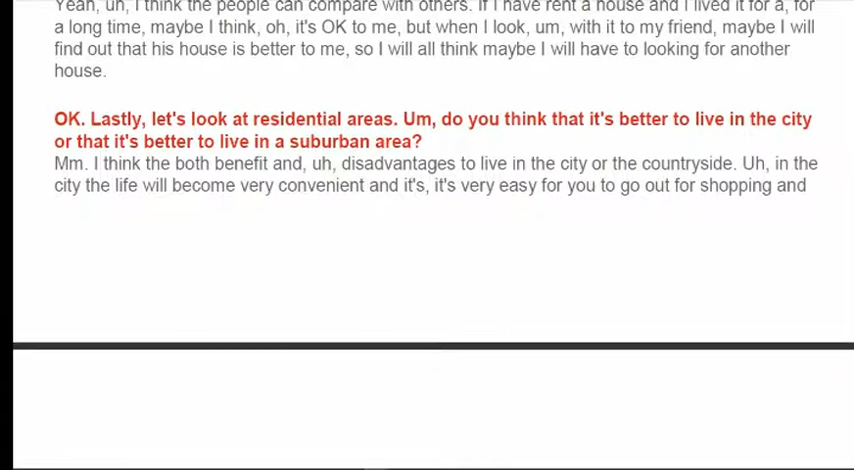 Yeah, uh, I think the people can compare with others. If I have rent a house and I lived it for a, for
a long time, maybe I think, oh, it's OK to me, but when I look, um, with it to my friend, maybe I will
find out that his house is better to me, so I will all think maybe I will have to looking for another
house.
OK. Lastly, let's look at residential areas. Um, do you think that it's better to live in the city
or that it's better to live in a suburban area?
Mm. I think the both benefit and, uh, disadvantages to live in the city or the countryside. Uh, in the
city the life will become very convenient and it's, it's very easy for you to go out for shopping and